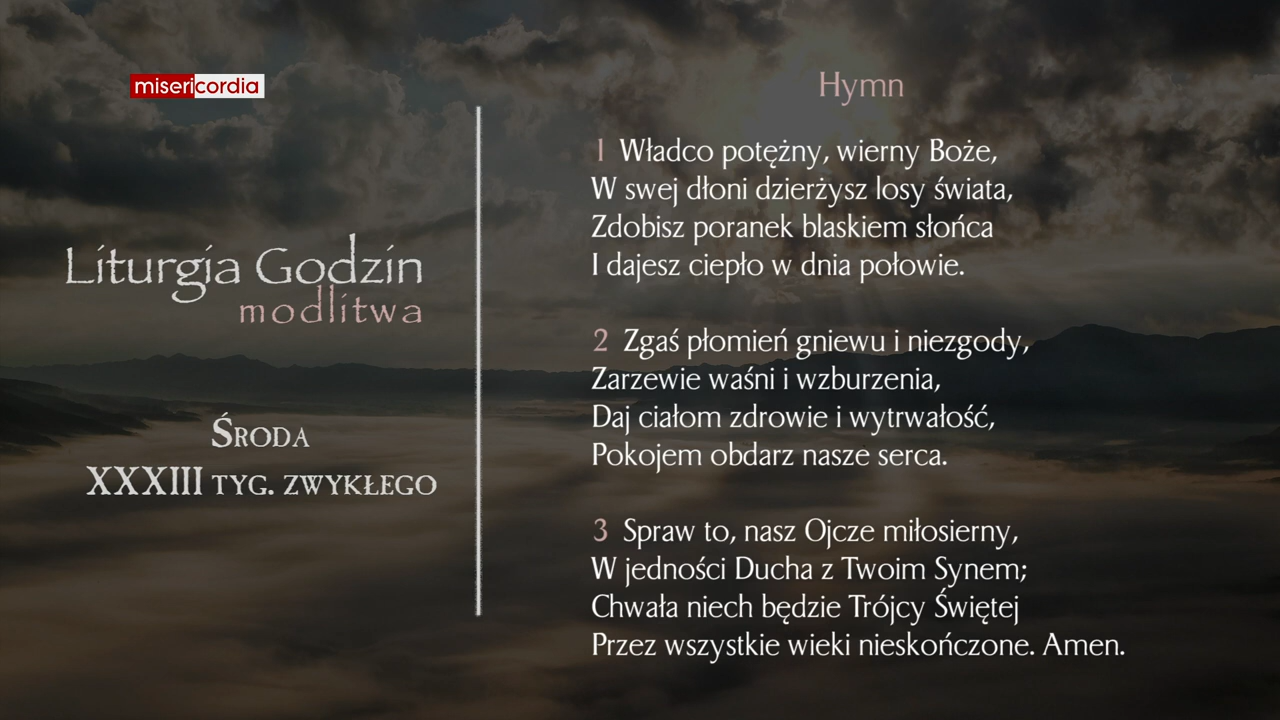 misericordia
Liturgia Godzin
modlitwa
Środa
XXXIII tyg. zwykłego
Hymn
1 Władco potężny, wierny Boże,
W swej dłoni dzierżysz losy świata,
Zdobisz poranek blaskiem słońca
I dajesz ciepło w dnia połowie.
2 Zgaś płomień gniewu i niezgody,
Zarzewie waśni i wzburzenia,
Daj ciałom zdrowie i wytrwałość,
Pokojem obdarz nasze serca.
3 Spraw to, nasz Ojcze miłosierny,
W jedności Ducha z Twoim Synem;
Chwała niech będzie Trójcy Świętej
Przez wszystkie wieki nieskończone. Amen.